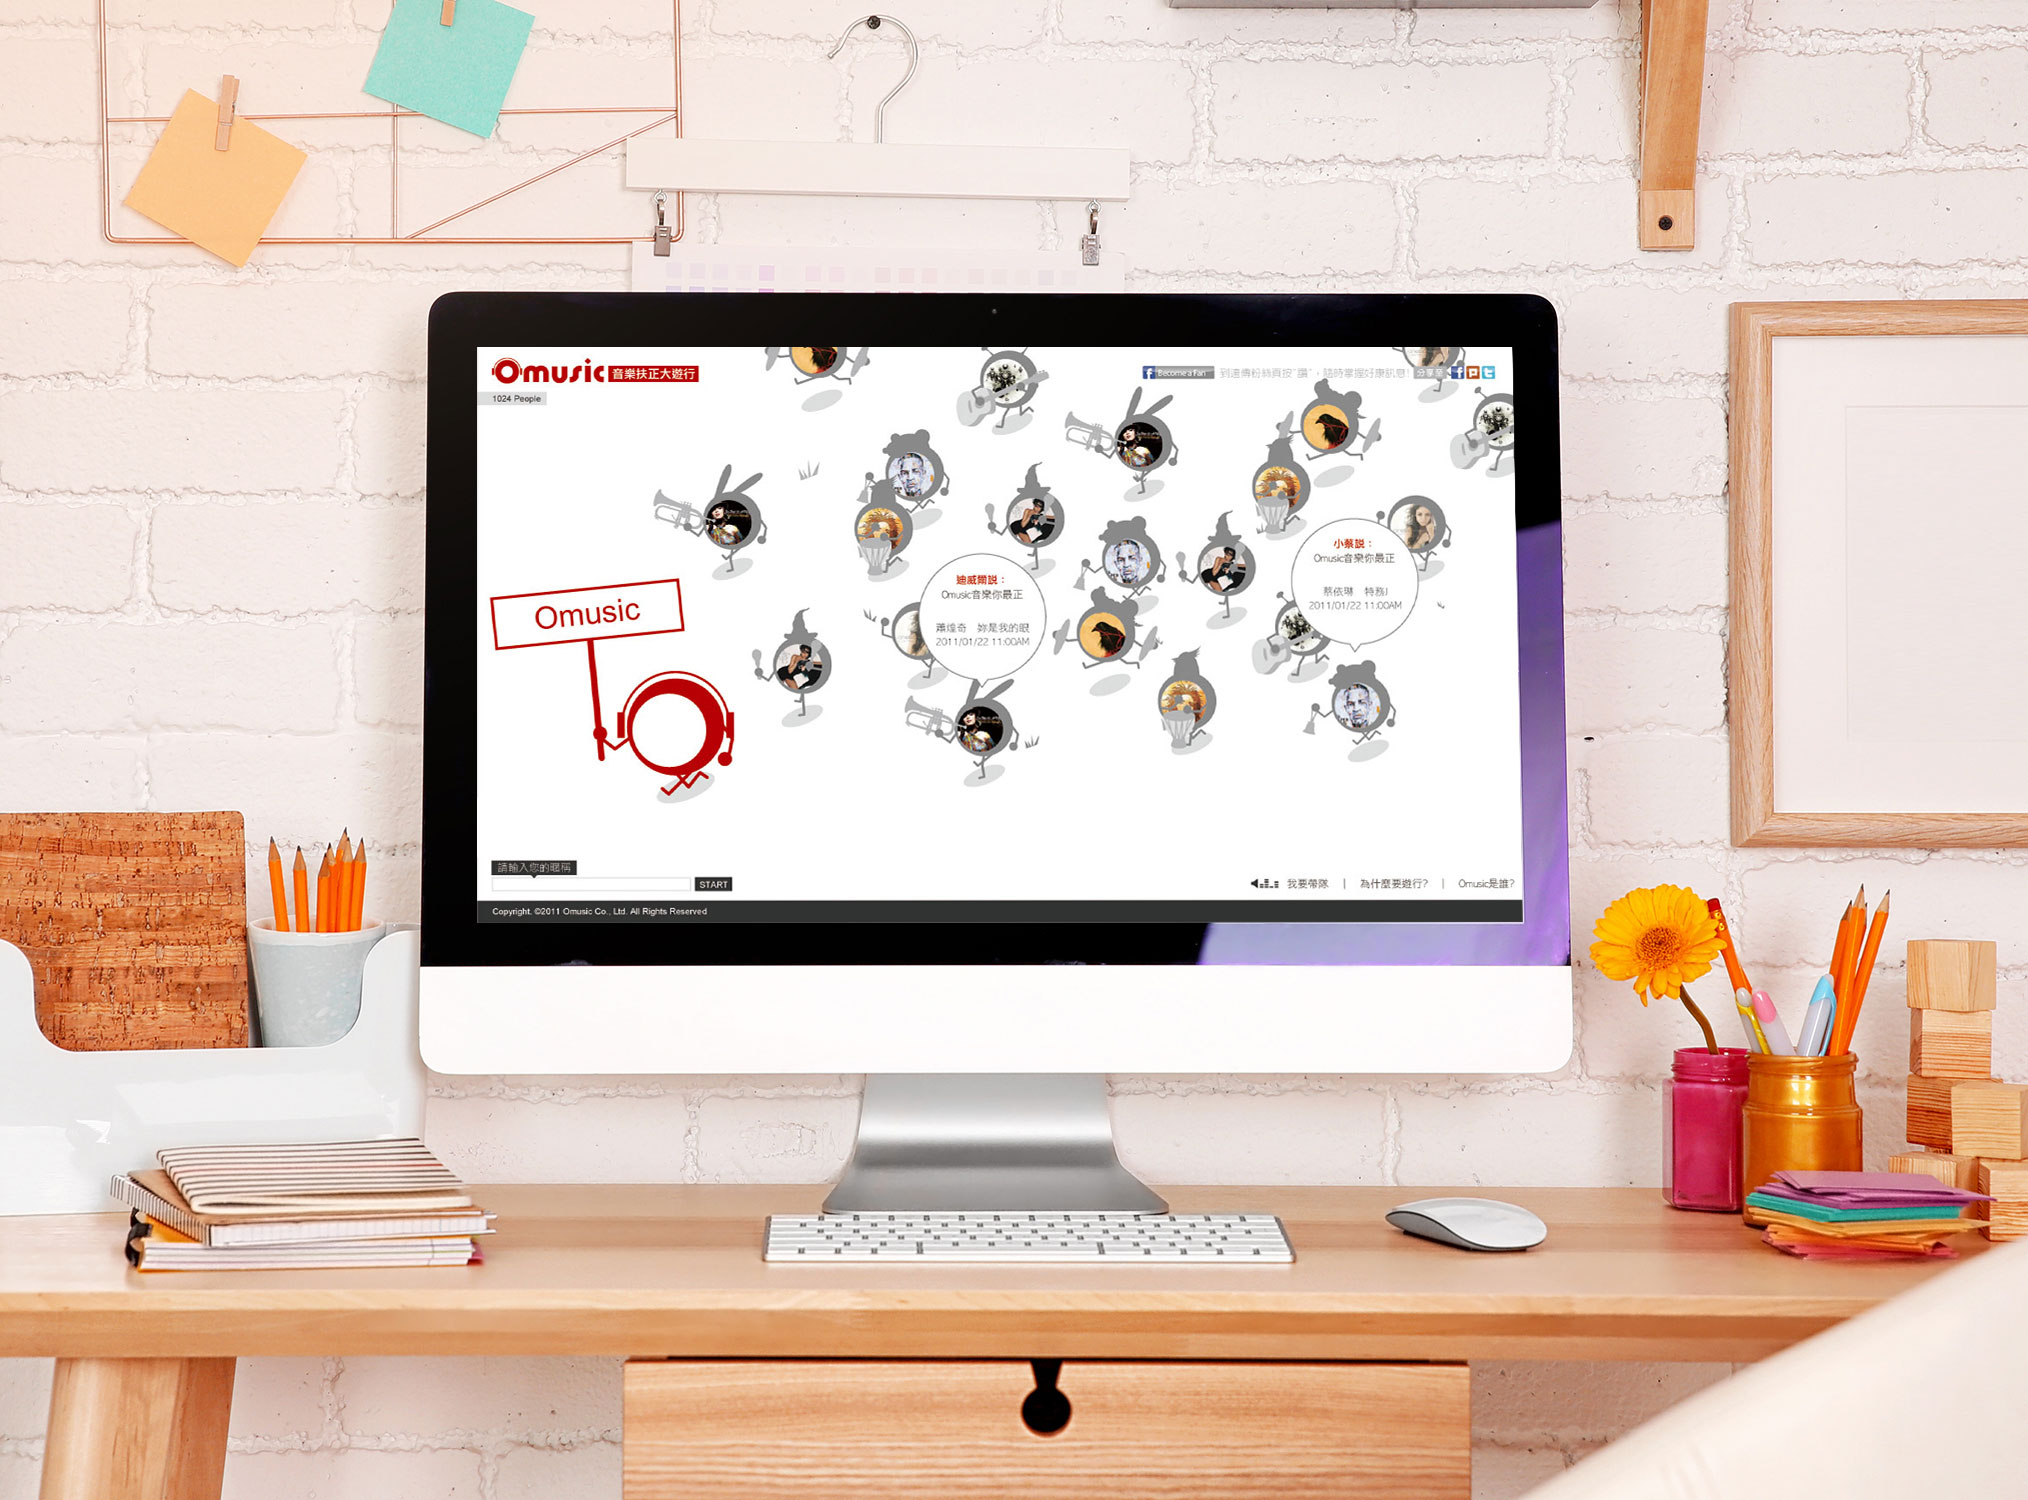 Omusic 音樂扶正大遊行
1024 People
Become a Fan 到這傳粉絲頁按"讚"，隨時掌握好康訊息! 分享至
Omusic
小蔡說：
Omusic音樂你最正
蔡依琳 特務J
2011/01/22 11:00AM
迪威爾說：
Omusic音樂你最正
蕭煌奇 妳是我的眼
2011/01/22 11:00AM
請輸入您的暱稱
START
我要帶隊 | 為什麼要遊行? | Omusic是誰?
Copyright. ©2011 Omusic Co., Ltd. All Rights Reserved